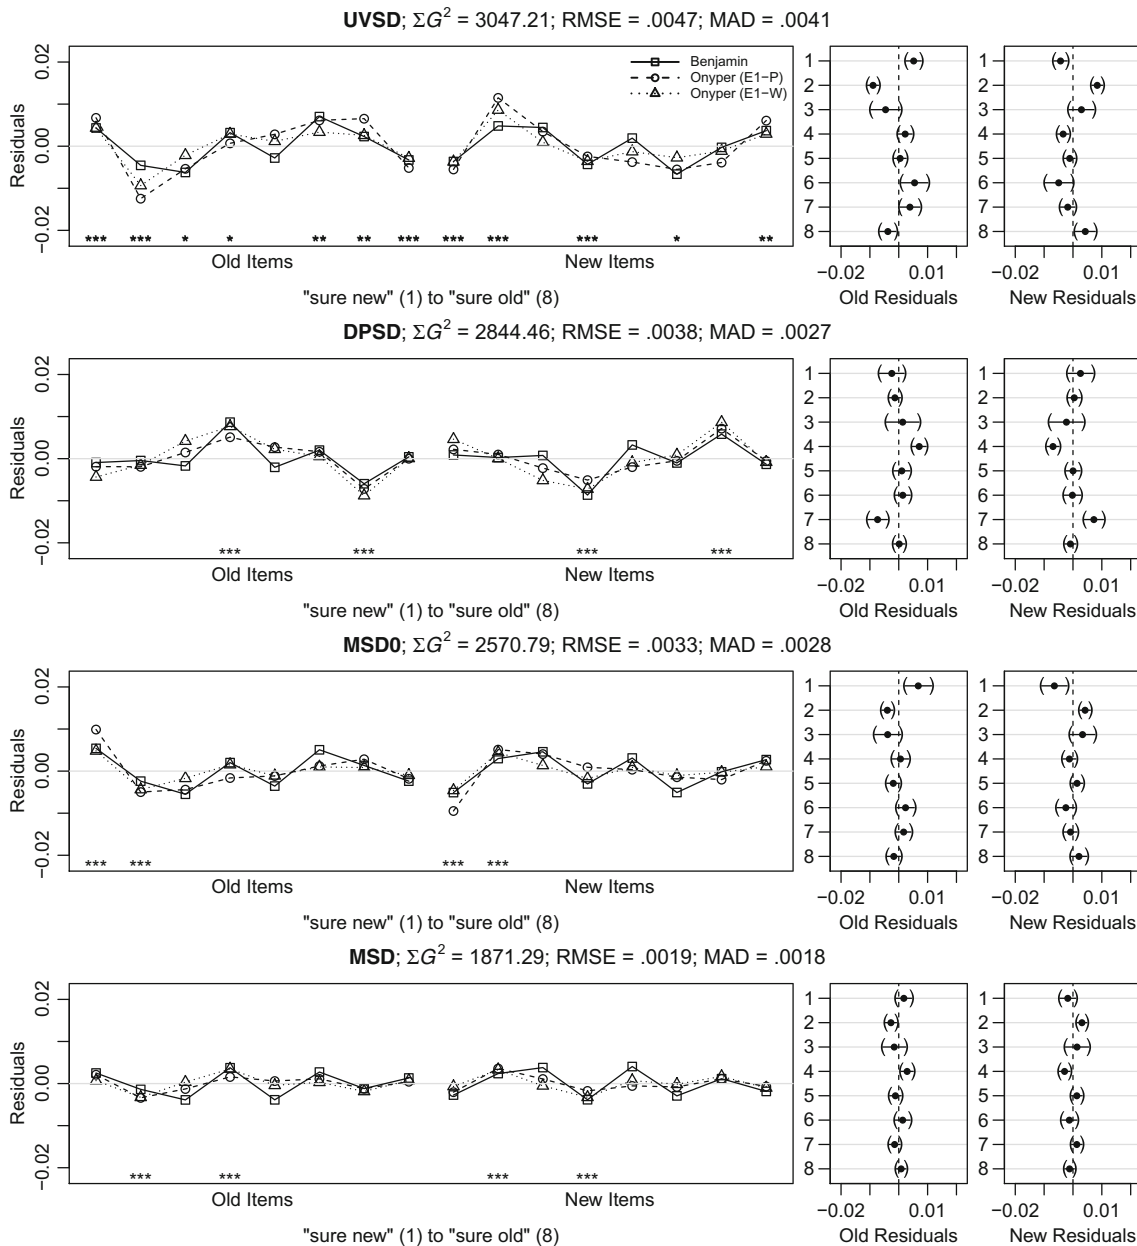 UVSD; ΣG² = 3047.21; RMSE = .0047; MAD = .0041
Residuals
0.02
0.00
−0.02
Benjamin
Onyper (E1−P)
Onyper (E1−W)
*** *** * * ** ** *** *** *** *** * **
Old Items New Items
"sure new" (1) to "sure old" (8)
1
2
3
4
5
6
7
8
−0.02 0.01
Old Residuals
1
2
3
4
5
6
7
8
−0.02 0.01
New Residuals
DPSD; ΣG² = 2844.46; RMSE = .0038; MAD = .0027
Residuals
0.02
0.00
−0.02
*** *** *** ***
Old Items New Items
"sure new" (1) to "sure old" (8)
1
2
3
4
5
6
7
8
−0.02 0.01
Old Residuals
1
2
3
4
5
6
7
8
−0.02 0.01
New Residuals
MSD0; ΣG² = 2570.79; RMSE = .0033; MAD = .0028
Residuals
0.02
0.00
−0.02
*** *** *** ***
Old Items New Items
"sure new" (1) to "sure old" (8)
1
2
3
4
5
6
7
8
−0.02 0.01
Old Residuals
1
2
3
4
5
6
7
8
−0.02 0.01
New Residuals
MSD; ΣG² = 1871.29; RMSE = .0019; MAD = .0018
Residuals
0.02
0.00
−0.02
*** *** *** ***
Old Items New Items
"sure new" (1) to "sure old" (8)
1
2
3
4
5
6
7
8
−0.02 0.01
Old Residuals
1
2
3
4
5
6
7
8
−0.02 0.01
New Residuals